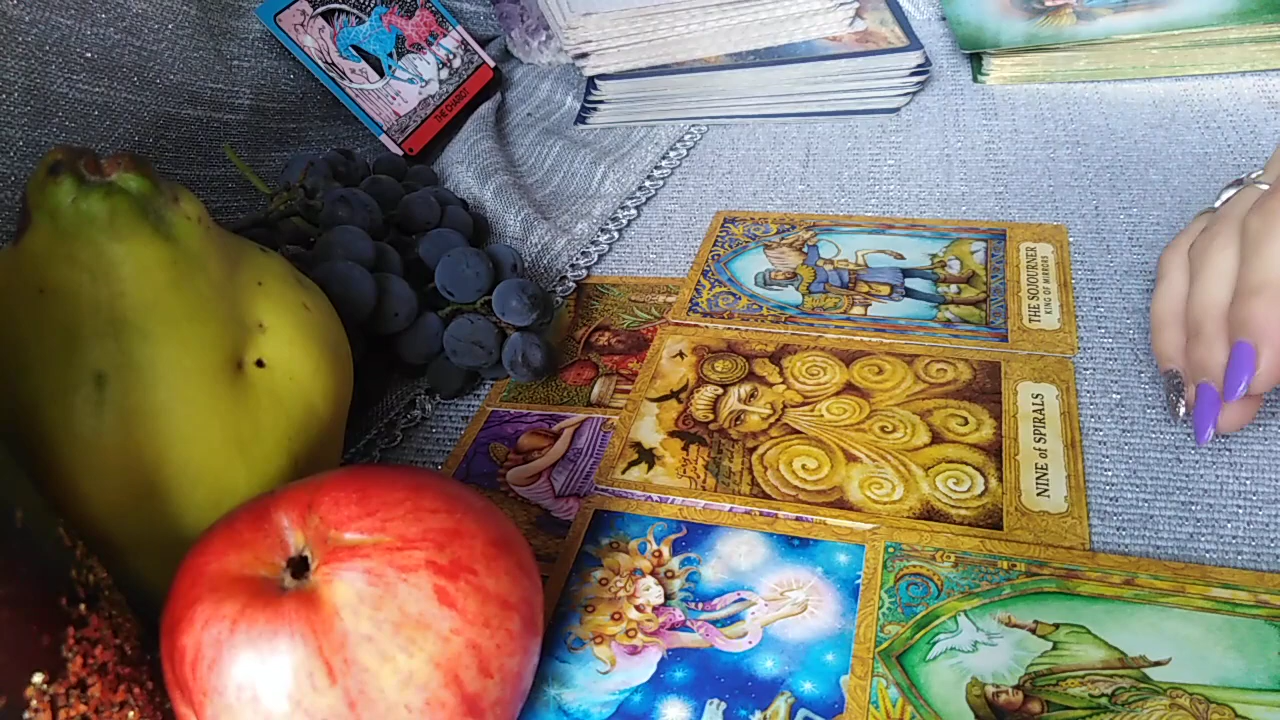 THE CHARIOT
THE SOJOURNER
KING OF MIRRORS
NINE of SPIRALS